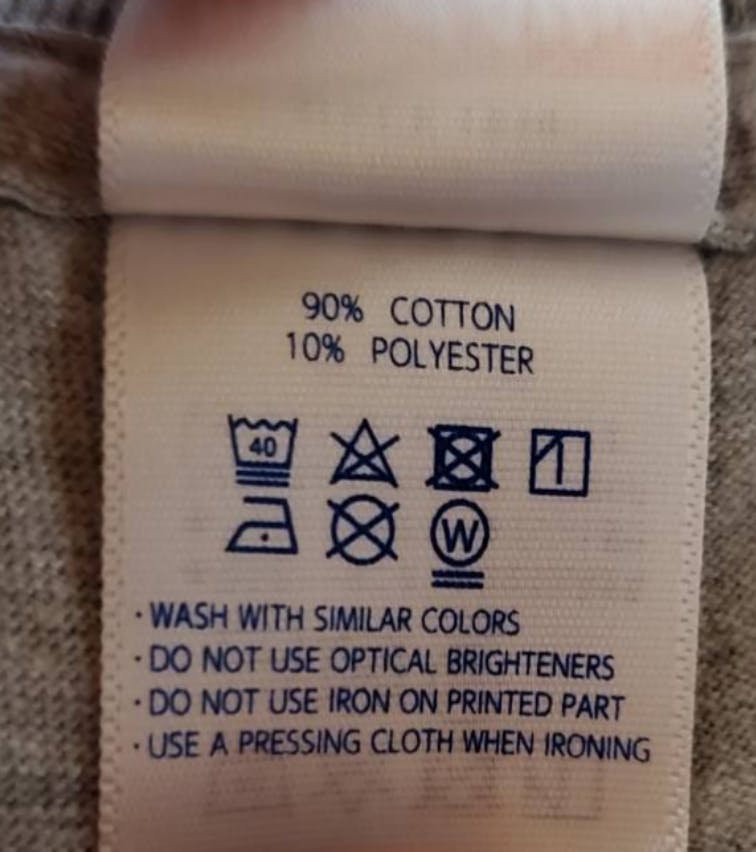 90% COTTON
10% POLYESTER
40
W
· WASH WITH SIMILAR COLORS
· DO NOT USE OPTICAL BRIGHTENERS
· DO NOT USE IRON ON PRINTED PART
· USE A PRESSING CLOTH WHEN IRONING